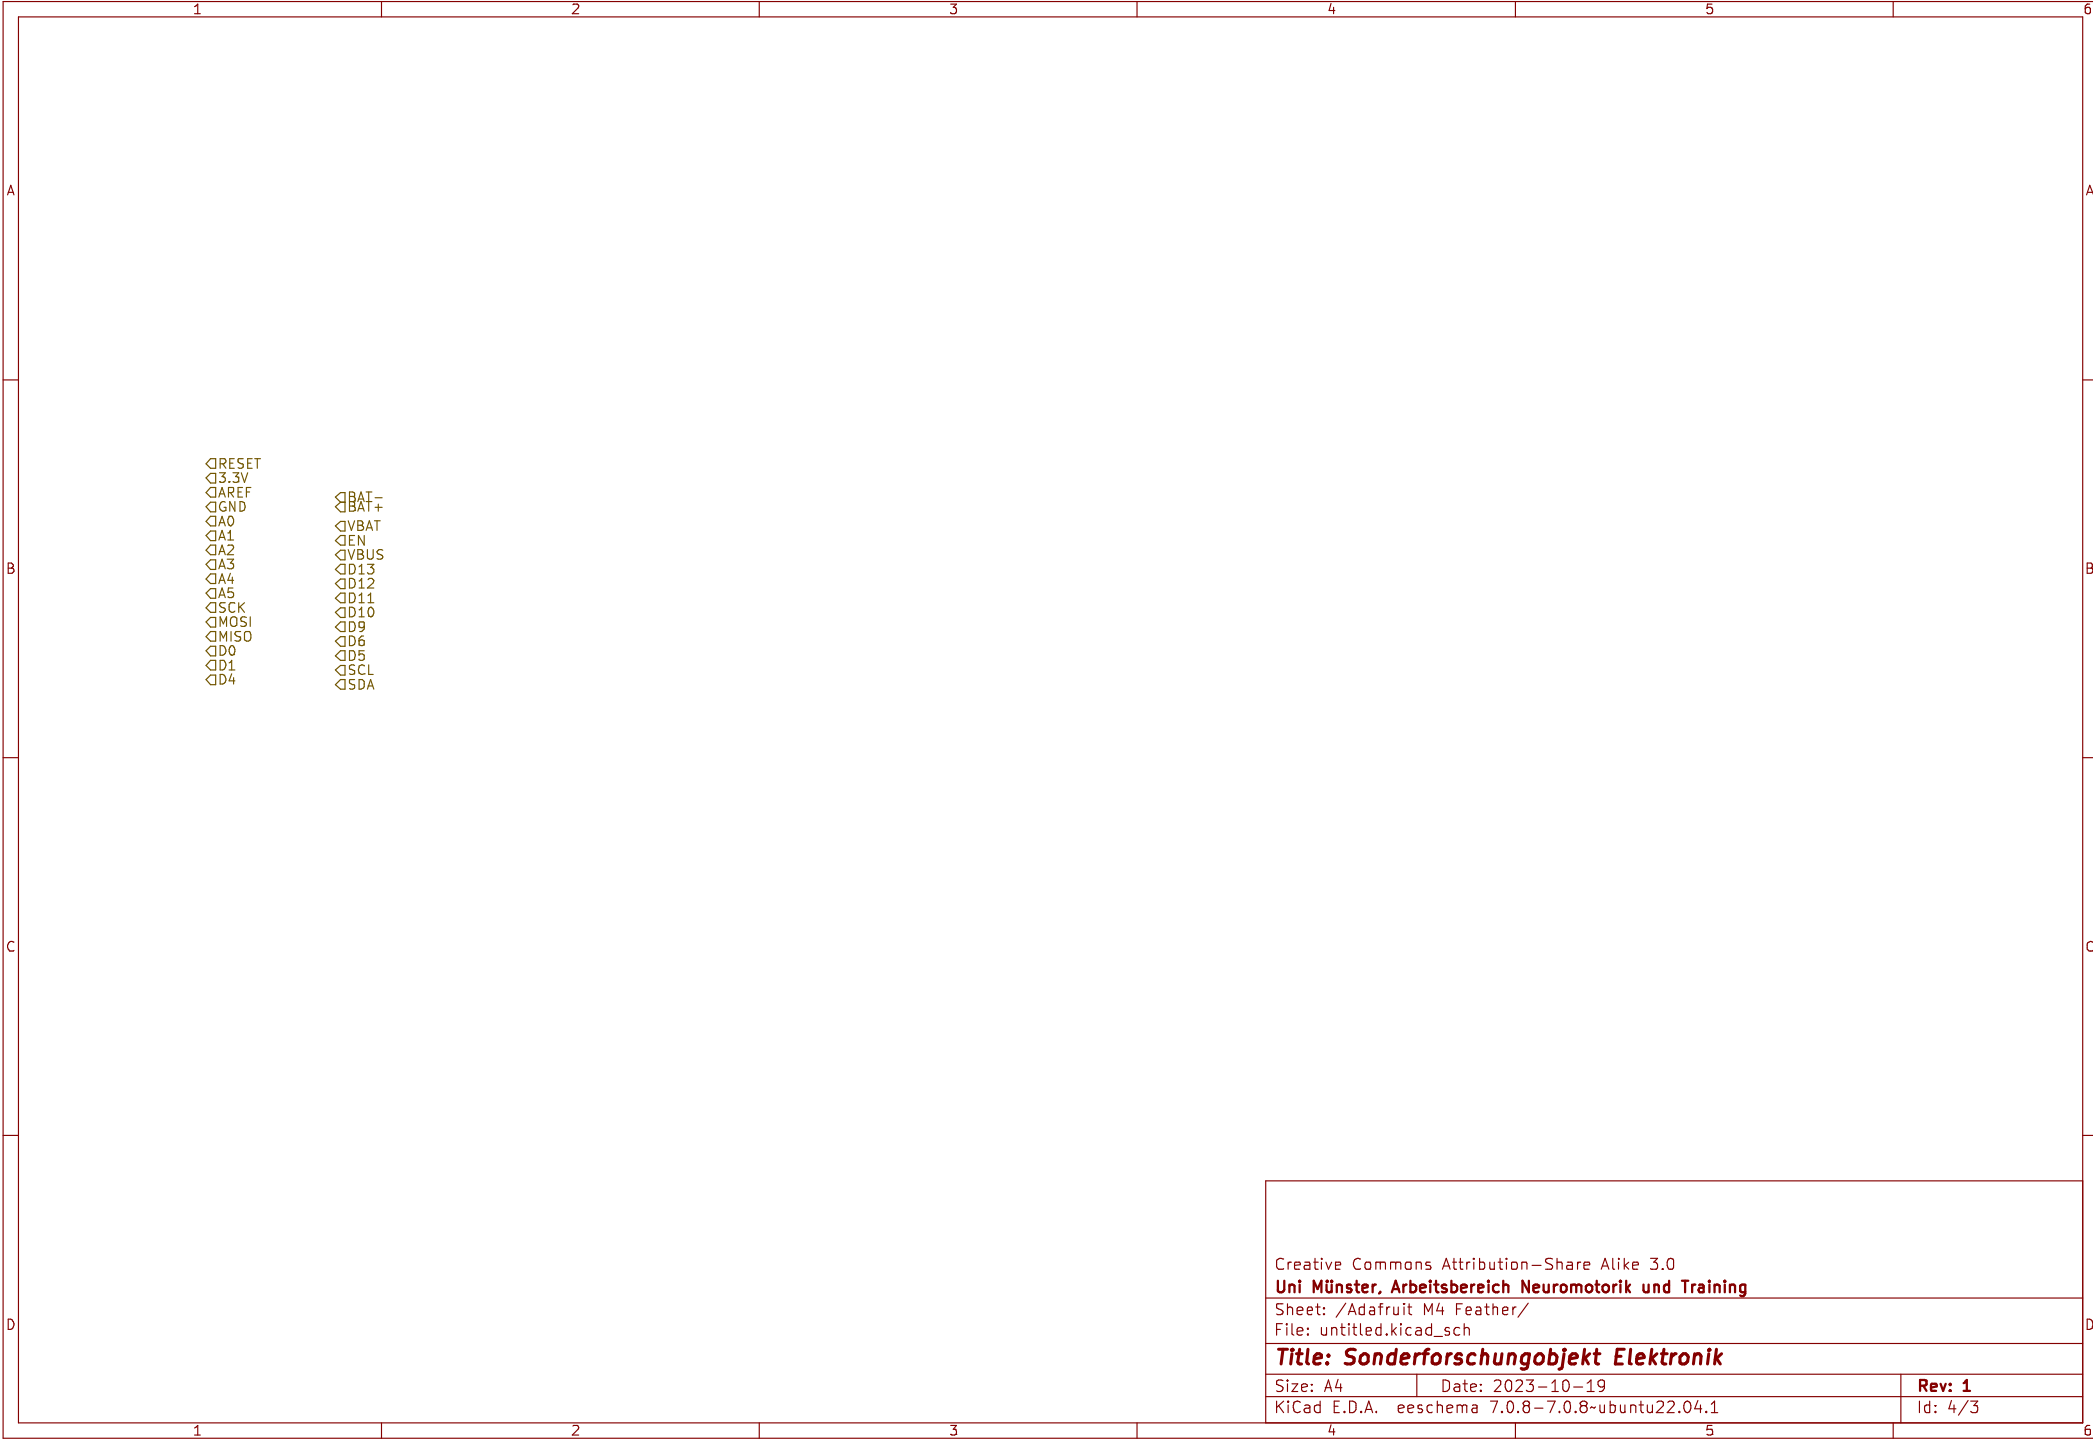 1 2 3 4 5 6
A A
RESET
3.3V
AREF
GND
A0
A1
A2
A3
A4
A5
SCK
MOSI
MISO
D0
D1
D4
BAT-
BAT+
VBAT
EN
VBUS
D13
D12
D11
D10
D9
D6
D5
SCL
SDA
B B
C C
D D
Creative Commons Attribution-Share Alike 3.0
Uni Münster, Arbeitsbereich Neuromotorik und Training
Sheet: /Adafruit M4 Feather/
File: untitled.kicad_sch
Title: Sonderforschungobjekt Elektronik
Size: A4 Date: 2023-10-19 Rev: 1
KiCad E.D.A. eeschema 7.0.8-7.0.8~ubuntu22.04.1 Id: 4/3
1 2 3 4 5 6